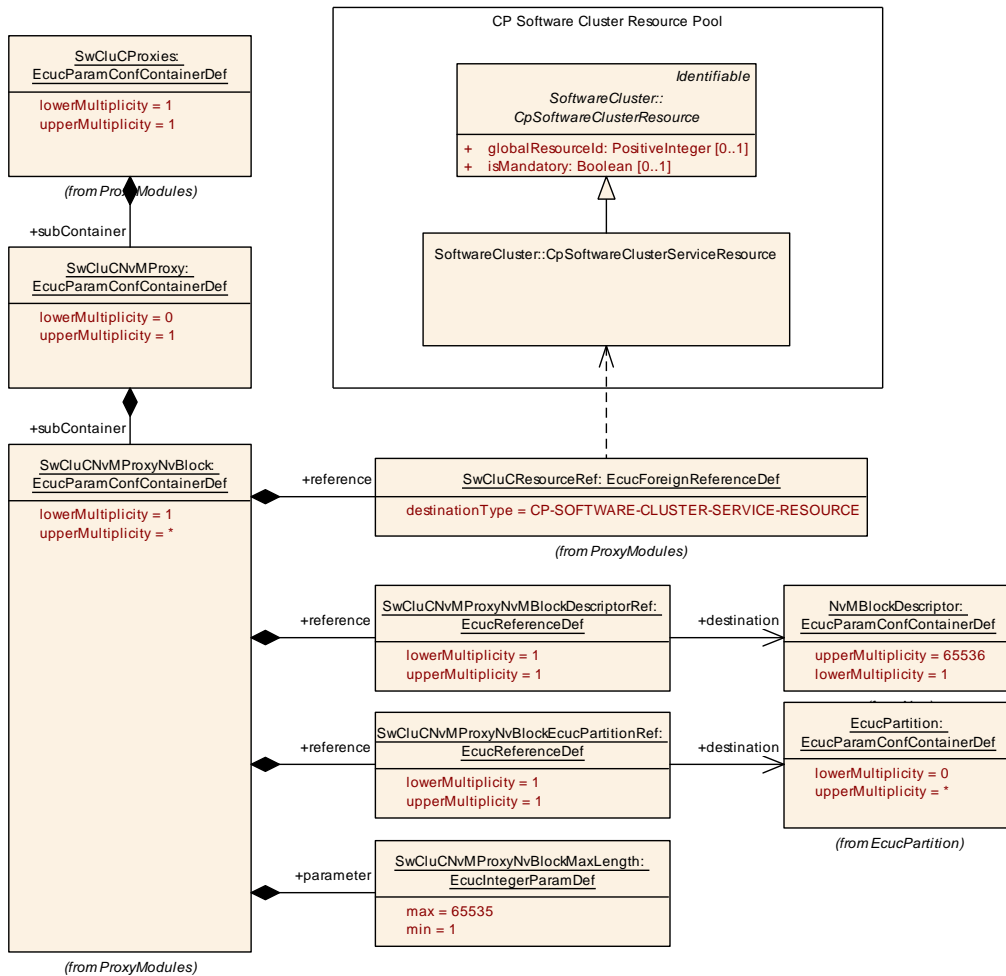 CP Software Cluster Resource Pool
SwCluCProxies:
EcucParamConfContainerDef
lowerMultiplicity = 1
upperMultiplicity = 1
(from ProxyModules)
Identifiable
SoftwareCluster::
CpSoftwareClusterResource
+ globalResourceId: PositiveInteger [0..1]
+ isMandatory: Boolean [0..1]
+subContainer
SwCluCNvMProxy:
EcucParamConfContainerDef
lowerMultiplicity = 0
upperMultiplicity = 1
SoftwareCluster::CpSoftwareClusterServiceResource
+subContainer
SwCluCNvMProxyNvBlock:
EcucParamConfContainerDef
lowerMultiplicity = 1
upperMultiplicity = *
(from ProxyModules)
+reference
SwCluCResourceRef: EcucForeignReferenceDef
destinationType = CP-SOFTWARE-CLUSTER-SERVICE-RESOURCE
(from ProxyModules)
+reference
SwCluCNvMProxyNvMBlockDescriptorRef:
EcucReferenceDef
lowerMultiplicity = 1
upperMultiplicity = 1
+destination
NvMBlockDescriptor:
EcucParamConfContainerDef
upperMultiplicity = 65536
lowerMultiplicity = 1
+reference
SwCluCNvMProxyNvBlockEcucPartitionRef:
EcucReferenceDef
lowerMultiplicity = 1
upperMultiplicity = 1
+destination
EcucPartition:
EcucParamConfContainerDef
lowerMultiplicity = 0
upperMultiplicity = *
(from EcucPartition)
+parameter
SwCluCNvMProxyNvBlockMaxLength:
EcucIntegerParamDef
max = 65535
min = 1